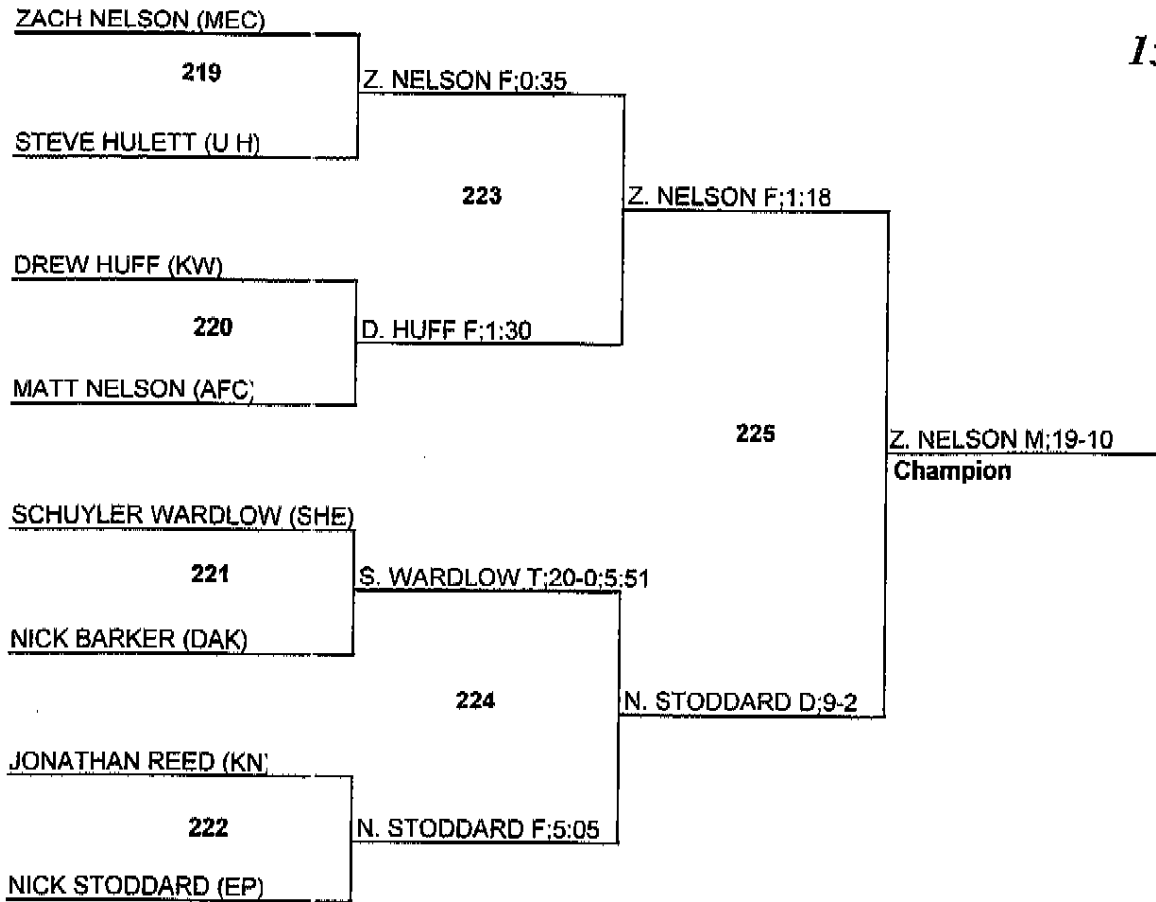 ZACH NELSON (MEC)
219
Z. NELSON F;0:35
STEVE HULETT (U H)
223
Z. NELSON F;1:18
DREW HUFF (KW)
220
D. HUFF F;1:30
MATT NELSON (AFC)
225
Z. NELSON M;19-10
Champion
SCHUYLER WARDLOW (SHE)
221
S. WARDLOW T;20-0;5:51
NICK BARKER (DAK)
224
N. STODDARD D;9-2
JONATHAN REED (KN)
222
N. STODDARD F;5:05
NICK STODDARD (EP)